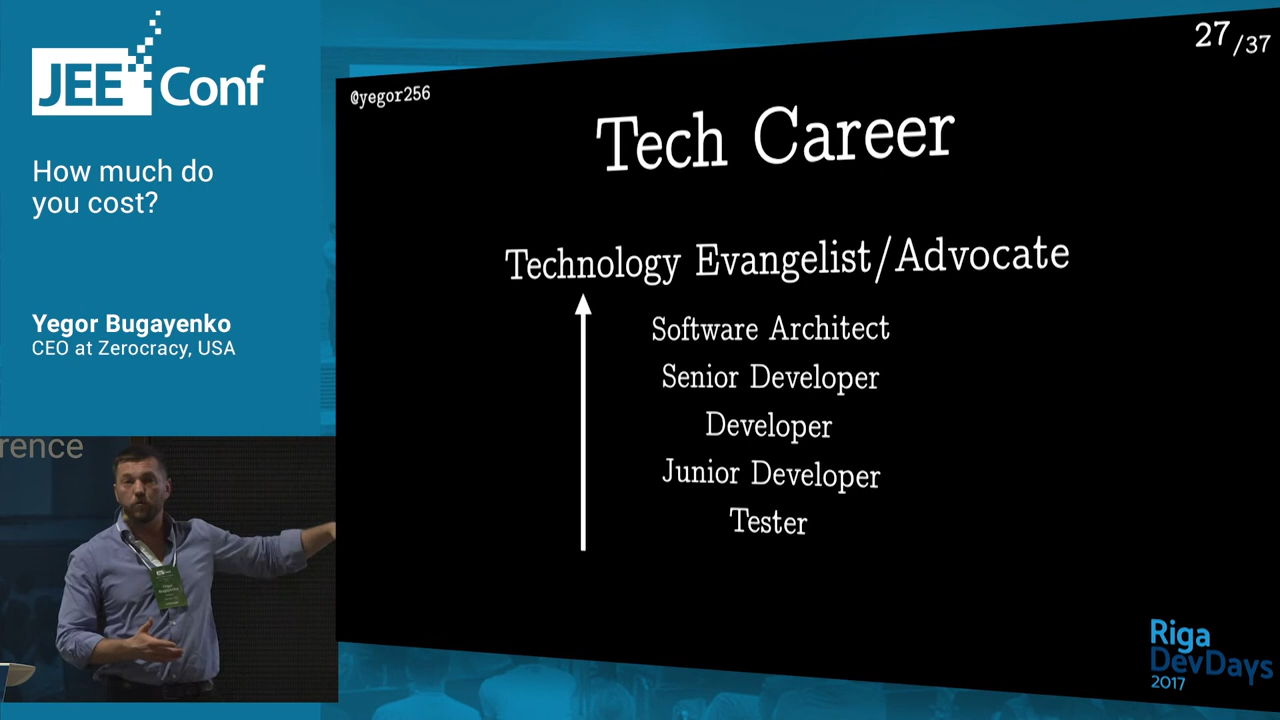 JEE Conf
How much do
you cost?
Yegor Bugayenko
CEO at Zerocracy, USA
rence
@yegor256
27/37
Tech Career
Technology Evangelist/Advocate
Software Architect
Senior Developer
Developer
Junior Developer
Tester
Riga
DevDays
2017